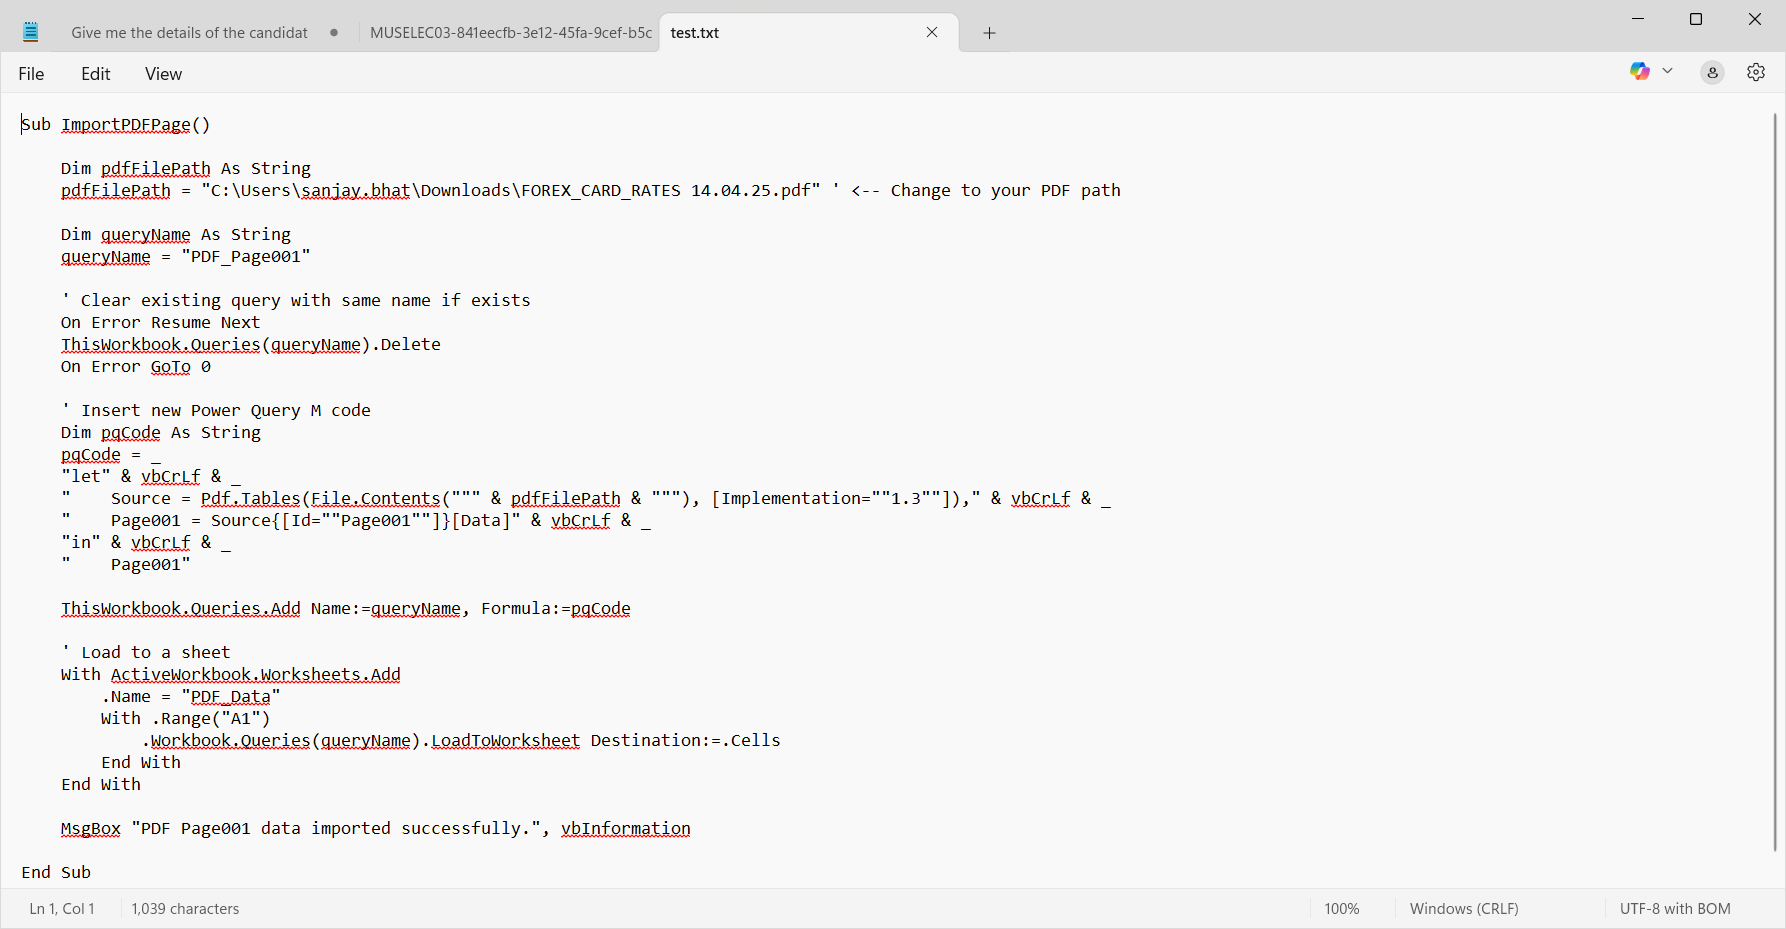 Give me the details of the candidat
MUSELEC03-841eecfb-3e12-45fa-9cef-b5c
test.txt
File Edit View
Sub ImportPDFPage()
Dim pdfFilePath As String
pdfFilePath = "C:\Users\sanjay.bhat\Downloads\FOREX_CARD_RATES 14.04.25.pdf" ' <-- Change to your PDF path
Dim queryName As String
queryName = "PDF_Page001"
' Clear existing query with same name if exists
On Error Resume Next
ThisWorkbook.Queries(queryName).Delete
On Error GoTo 0
' Insert new Power Query M code
Dim pqCode As String
pqCode = _
"let" & vbCrLf & _
"    Source = Pdf.Tables(File.Contents(""" & pdfFilePath & """), [Implementation=""1.3""])," & vbCrLf & _
"    Page001 = Source{[Id=""Page001""]}[Data]" & vbCrLf & _
"in" & vbCrLf & _
"    Page001"
ThisWorkbook.Queries.Add Name:=queryName, Formula:=pqCode
' Load to a sheet
With ActiveWorkbook.Worksheets.Add
.Name = "PDF_Data"
With .Range("A1")
.Workbook.Queries(queryName).LoadToWorksheet Destination:=.Cells
End With
End With
MsgBox "PDF Page001 data imported successfully.", vbInformation
End Sub
Ln 1, Col 1
1,039 characters
100%
Windows (CRLF)
UTF-8 with BOM